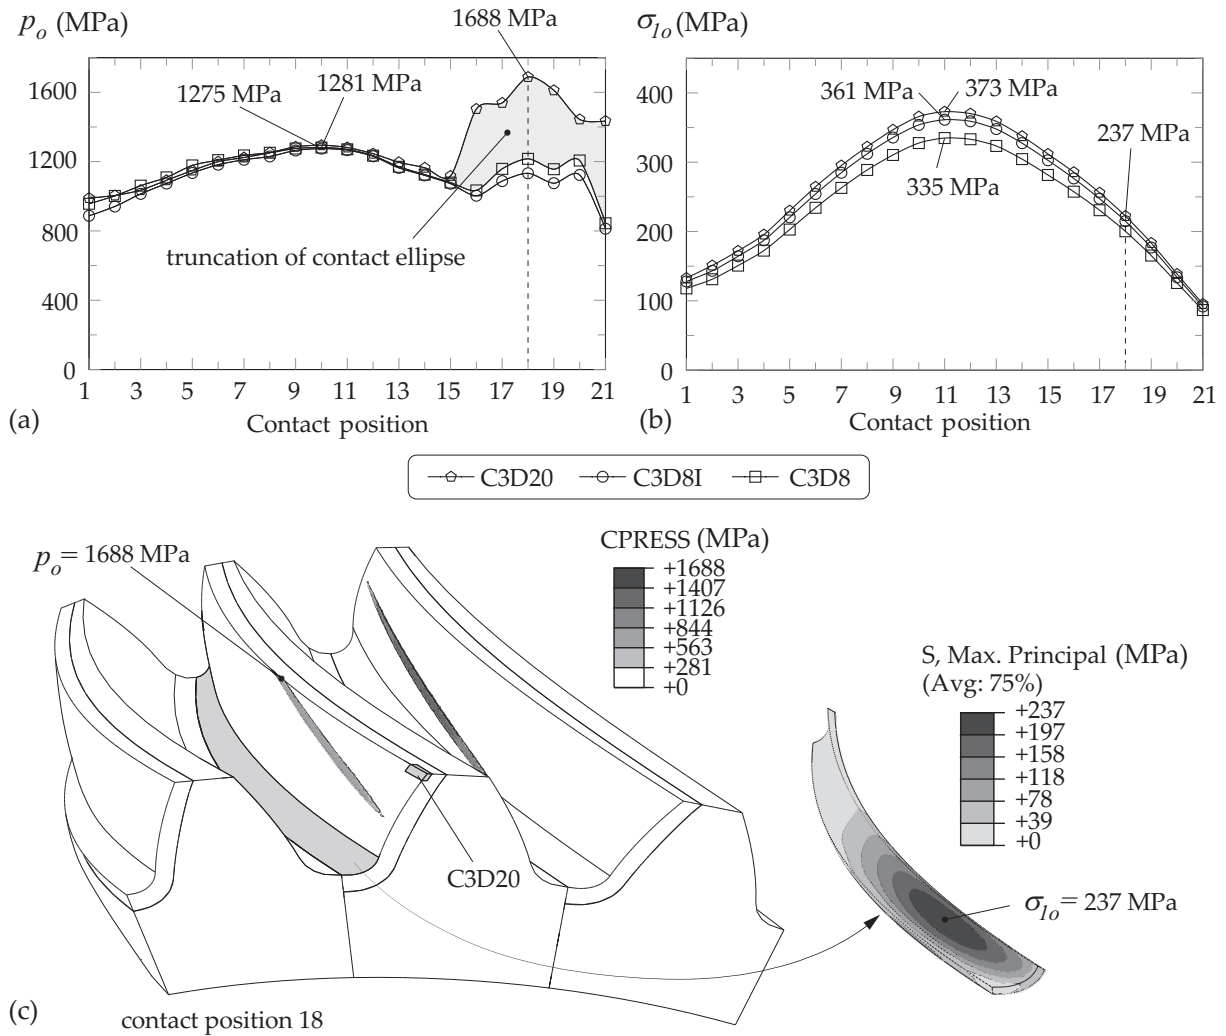 p_o (MPa)
1688 MPa
1600
1200
800
400
0
1275 MPa
1281 MPa
truncation of contact ellipse
1 3 5 7 9 11 13 15 17 19 21
(a)
Contact position
σ_1o (MPa)
400
300
200
100
0
361 MPa
373 MPa
237 MPa
335 MPa
1 3 5 7 9 11 13 15 17 19 21
(b)
Contact position
C3D20 C3D8I C3D8
p_o = 1688 MPa
CPRESS (MPa)
+1688
+1407
+1126
+844
+563
+281
+0
S, Max. Principal (MPa)
(Avg: 75%)
+237
+197
+158
+118
+78
+39
+0
C3D20
σ_1o = 237 MPa
(c)
contact position 18